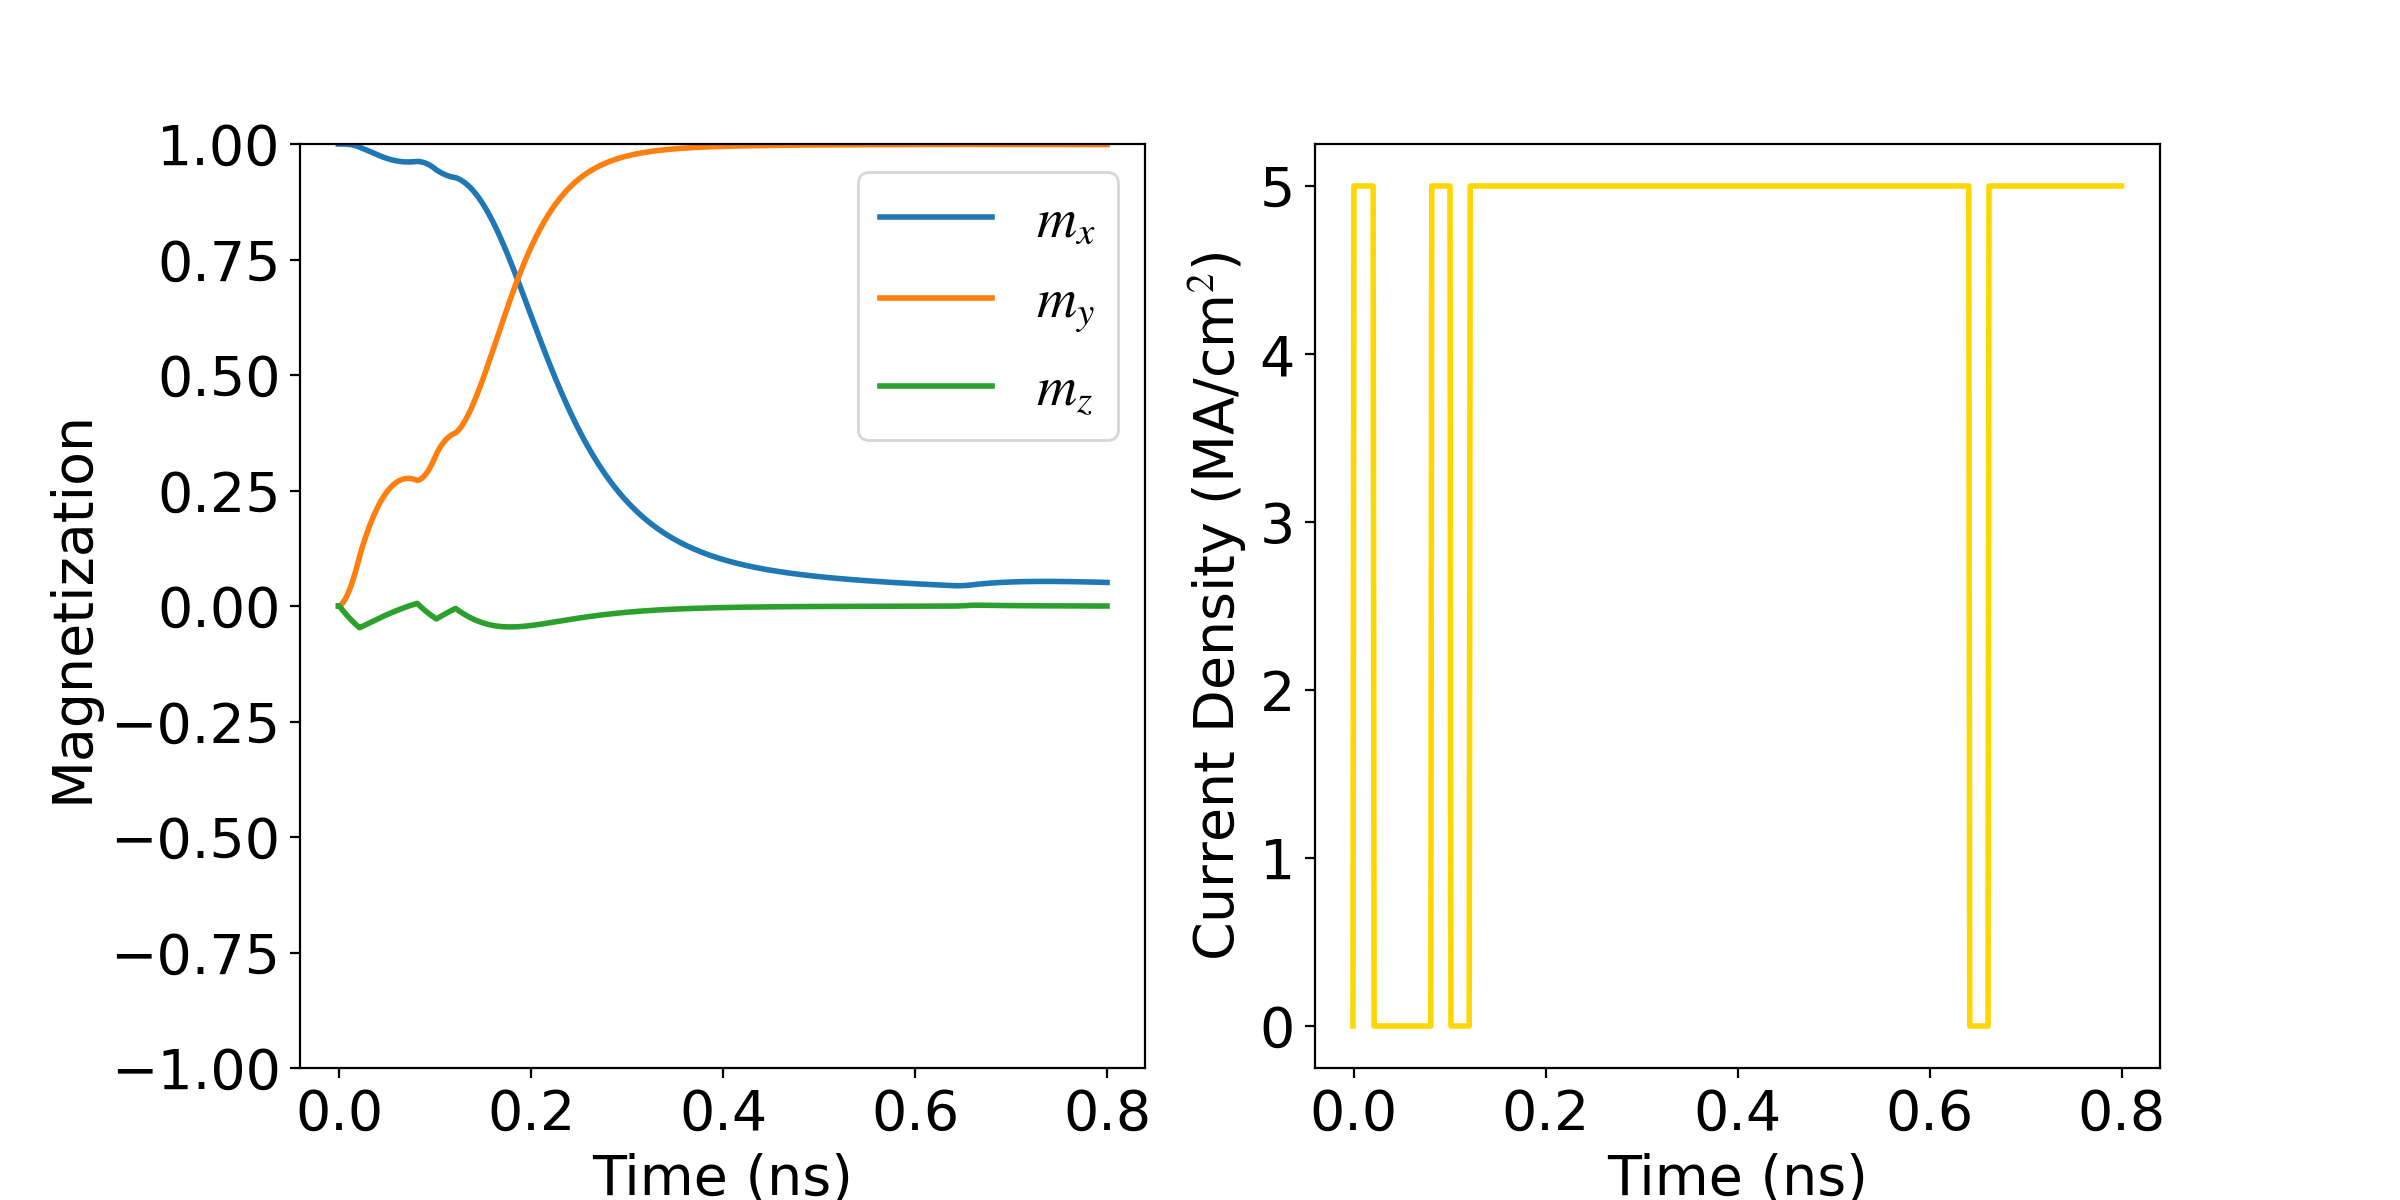 1.00
0.75
0.50
0.25
0.00
−0.25
−0.50
−0.75
−1.00
Magnetization
0.0 0.2 0.4 0.6 0.8
Time (ns)
mₓ
m_y
m_z
5
4
3
2
1
0
Current Density (MA/cm²)
0.0 0.2 0.4 0.6 0.8
Time (ns)